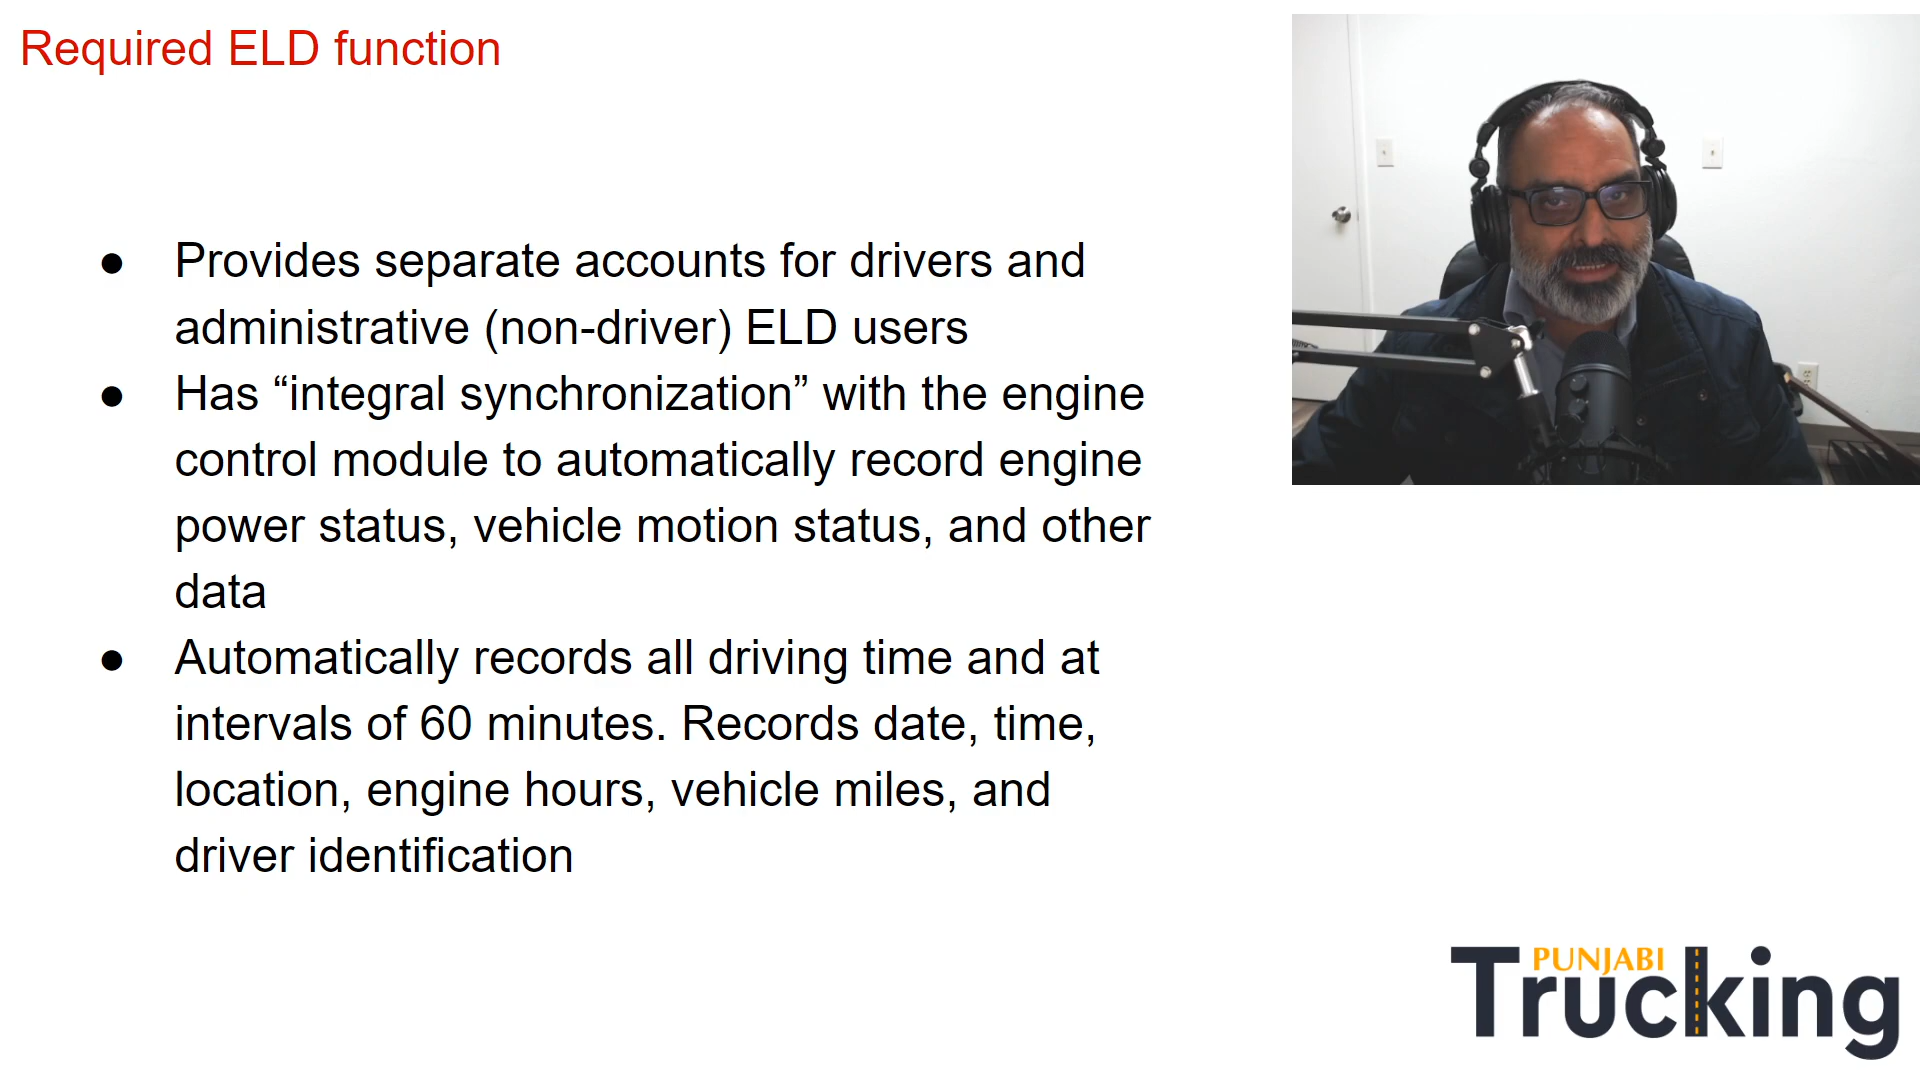 Required ELD function
● Provides separate accounts for drivers and
administrative (non-driver) ELD users
● Has “integral synchronization” with the engine
control module to automatically record engine
power status, vehicle motion status, and other
data
● Automatically records all driving time and at
intervals of 60 minutes. Records date, time,
location, engine hours, vehicle miles, and
driver identification
PUNJABI
Trucking